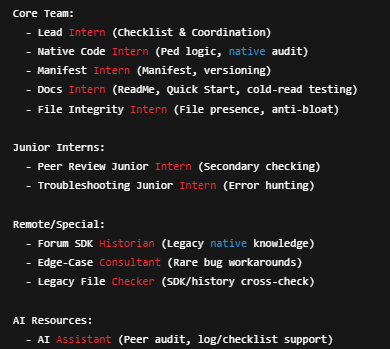 Core Team:
- Lead Intern (Checklist & Coordination)
- Native Code Intern (Ped logic, native audit)
- Manifest Intern (Manifest, versioning)
- Docs Intern (ReadMe, Quick Start, cold-read testing)
- File Integrity Intern (File presence, anti-bloat)
Junior Interns:
- Peer Review Junior Intern (Secondary checking)
- Troubleshooting Junior Intern (Error hunting)
Remote/Special:
- Forum SDK Historian (Legacy native knowledge)
- Edge-Case Consultant (Rare bug workarounds)
- Legacy File Checker (SDK/history cross-check)
AI Resources:
- AI Assistant (Peer audit, log/checklist support)